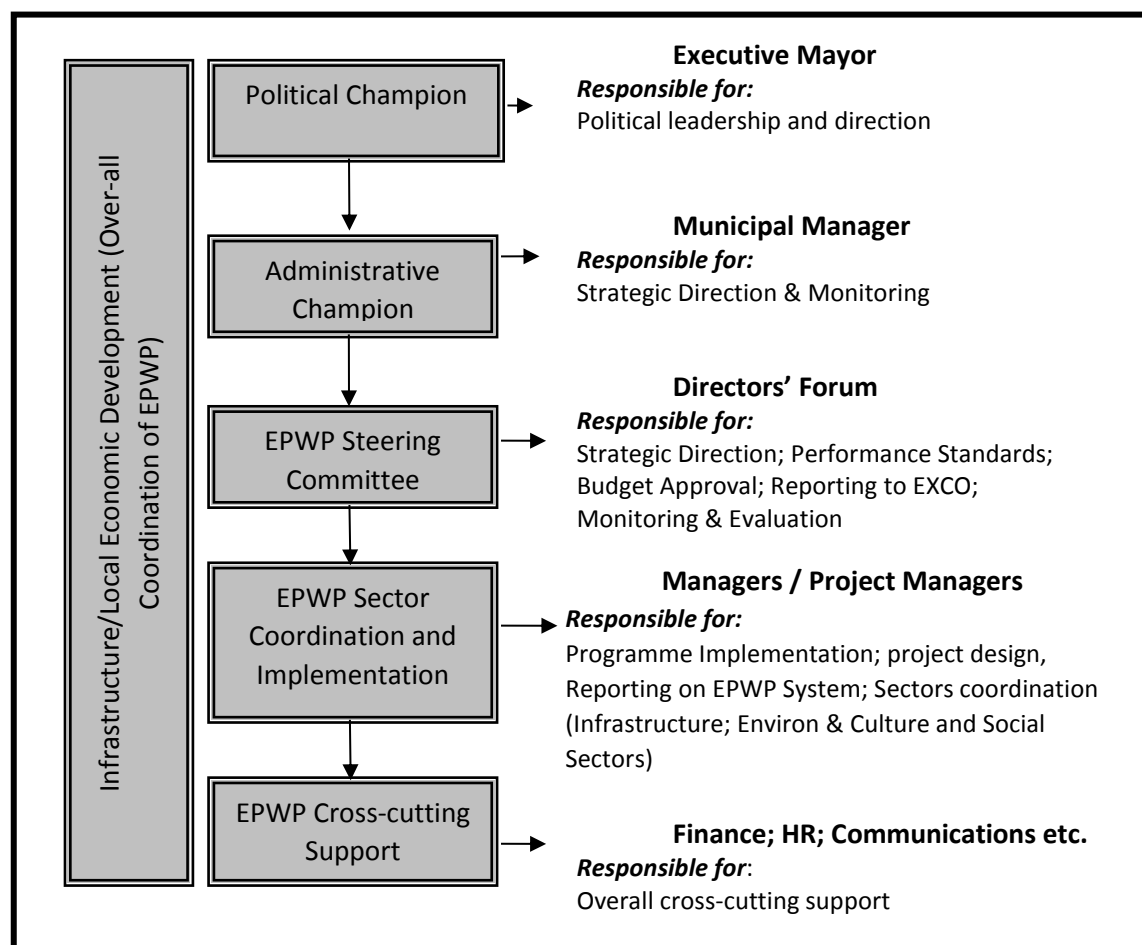 Infrastructure/Local Economic Development (Over-all
Coordination of EPWP)
Political Champion
Executive Mayor
Responsible for:
Political leadership and direction
Administrative
Champion
Municipal Manager
Responsible for:
Strategic Direction & Monitoring
EPWP Steering
Committee
Directors’ Forum
Responsible for:
Strategic Direction; Performance Standards;
Budget Approval; Reporting to EXCO;
Monitoring & Evaluation
EPWP Sector
Coordination and
Implementation
Managers / Project Managers
Responsible for:
Programme Implementation; project design,
Reporting on EPWP System; Sectors coordination
(Infrastructure; Environ & Culture and Social
Sectors)
EPWP Cross-cutting
Support
Finance; HR; Communications etc.
Responsible for:
Overall cross-cutting support